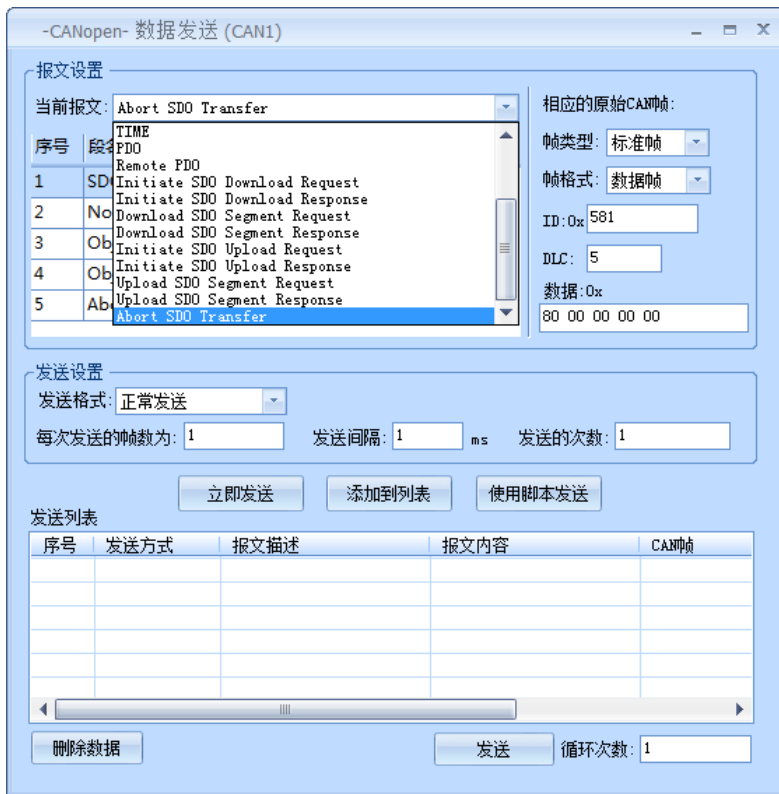 -CANopen- 数据发送 (CAN1)
报文设置
当前报文: Abort SDO Transfer
相应的原始CAN帧:
序号
TIME
PDO
Remote PDO
Initiate SDO Download Request
Initiate SDO Download Response
Download SDO Segment Request
Download SDO Segment Response
Initiate SDO Upload Request
Initiate SDO Upload Response
Upload SDO Segment Request
Upload SDO Segment Response
Abort SDO Transfer
1 SD
2 No
3 Ob
4 Ob
5 Ab
帧类型: 标准帧
帧格式: 数据帧
ID:0x 581
DLC: 5
数据:0x
80 00 00 00 00
发送设置
发送格式: 正常发送
每次发送的帧数为: 1 发送间隔: 1 ms 发送的次数: 1
立即发送 添加到列表 使用脚本发送
发送列表
序号 发送方式 报文描述 报文内容 CAN帧
删除数据 发送 循环次数: 1